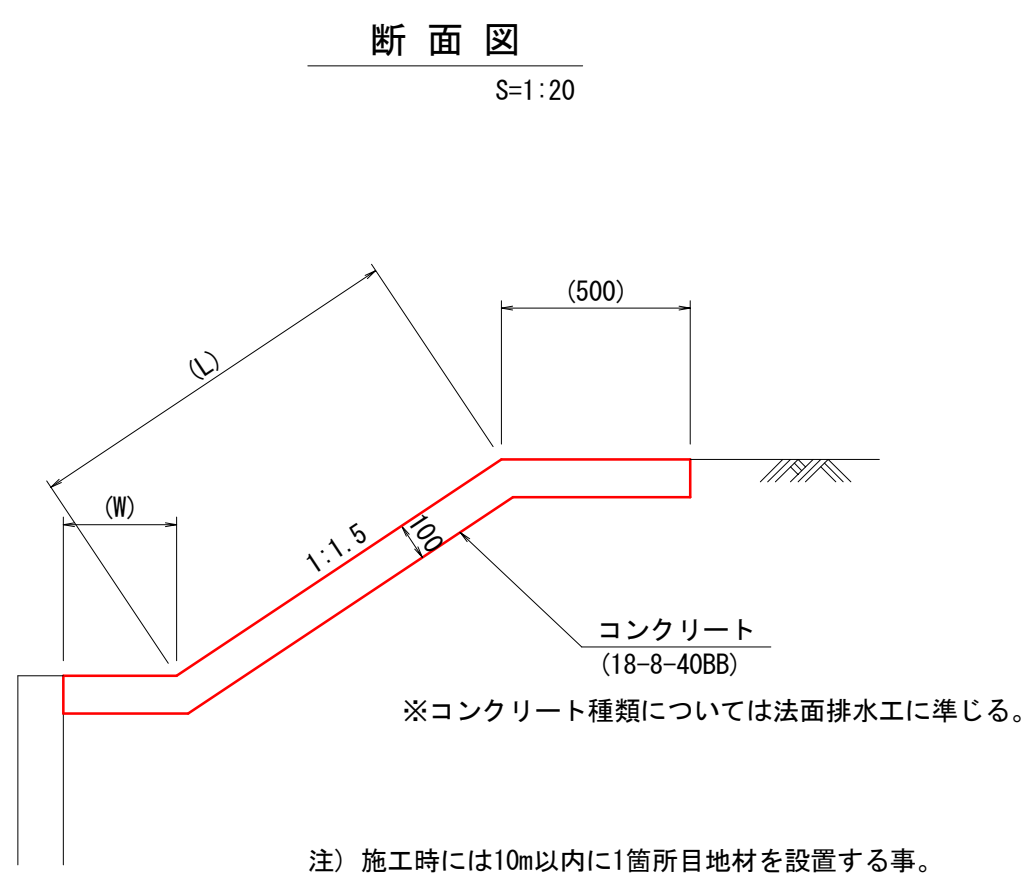 断面図
S=1:20
(500)
(L)
(W)
1:1.5
100
コンクリート
(18-8-40BB)
※コンクリート種類については法面排水工に準じる。
注) 施工時には10m以内に1箇所目地材を設置する事。